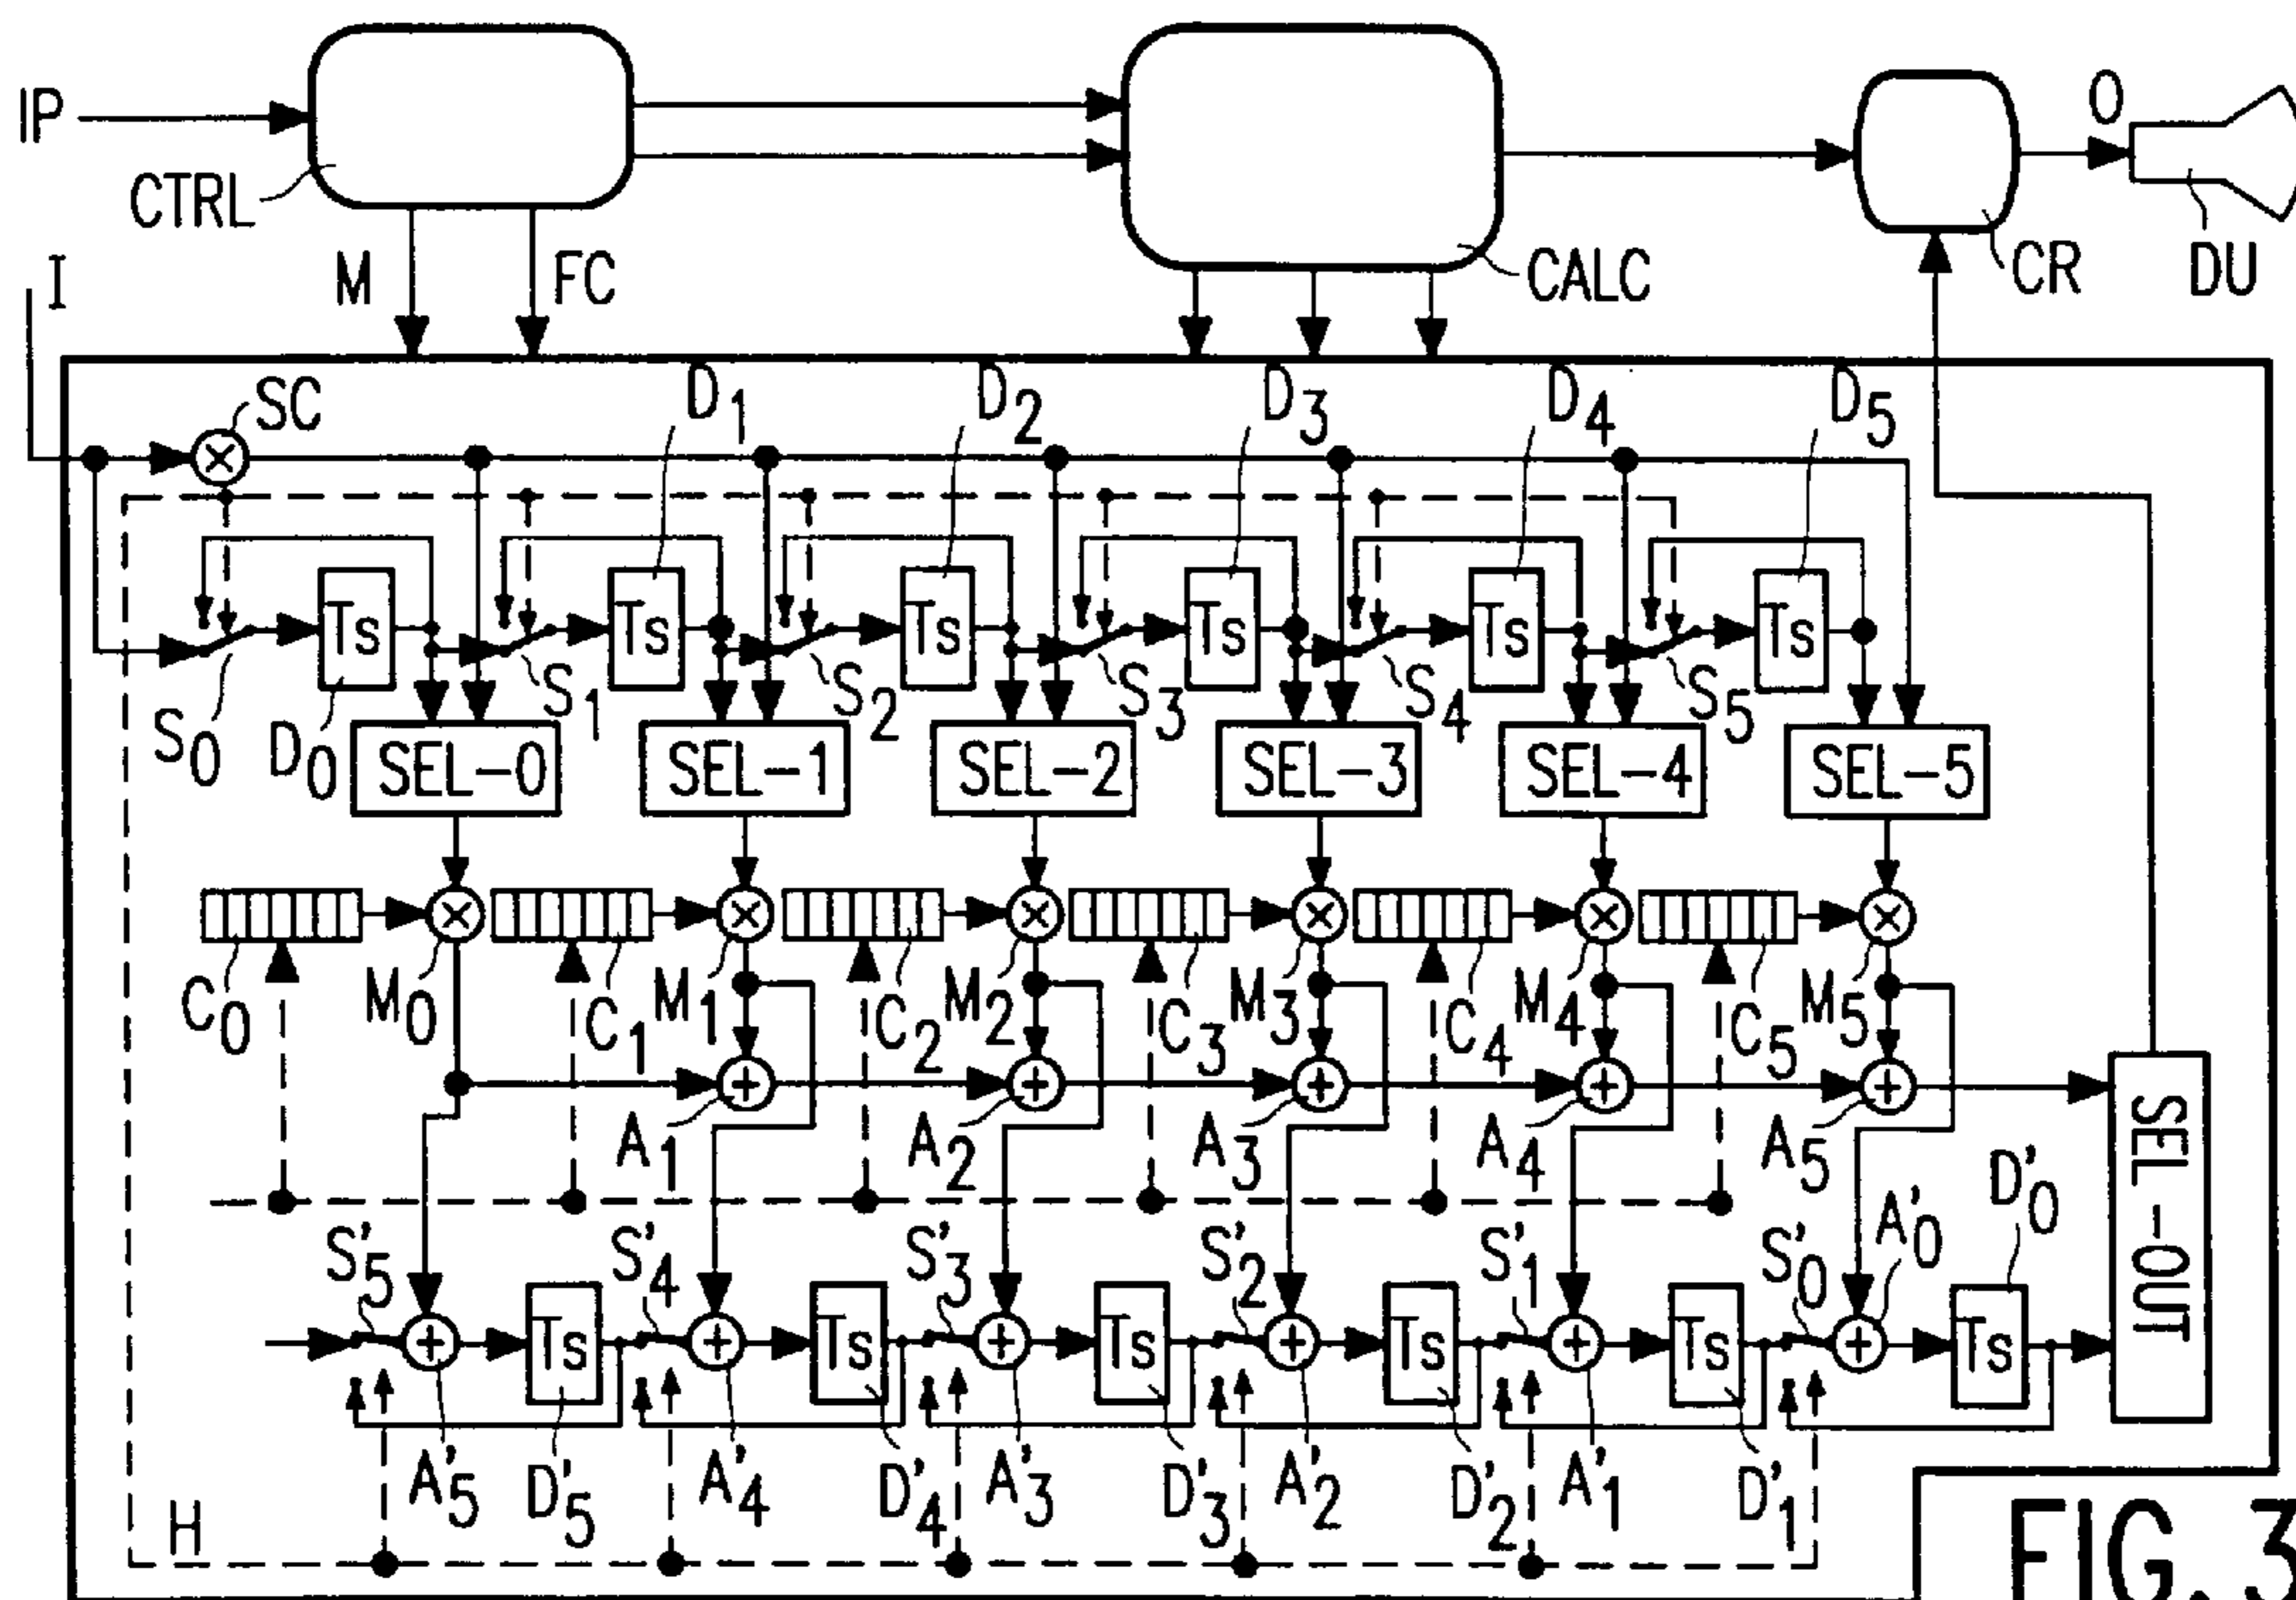 IP
CTRL
M
FC
CALC
O
CR
DU
I
SC
D1 D2 D3 D4 D5
Ts Ts Ts Ts Ts Ts
S0 D0 S1 S2 S3 S4 S5
SEL-0 SEL-1 SEL-2 SEL-3 SEL-4 SEL-5
C0 M0 C1 M1 C2 M2 C3 M3 C4 M4 C5 M5
A1 A2 A3 A4 A5
SEL-OUT
S'5 S'4 S'3 S'2 S'1 S'0 A'0 D'0
Ts Ts Ts Ts Ts Ts
A'5 D'5 A'4 D'4 A'3 D'3 A'2 D'2 A'1 D'1
H
FIG. 3